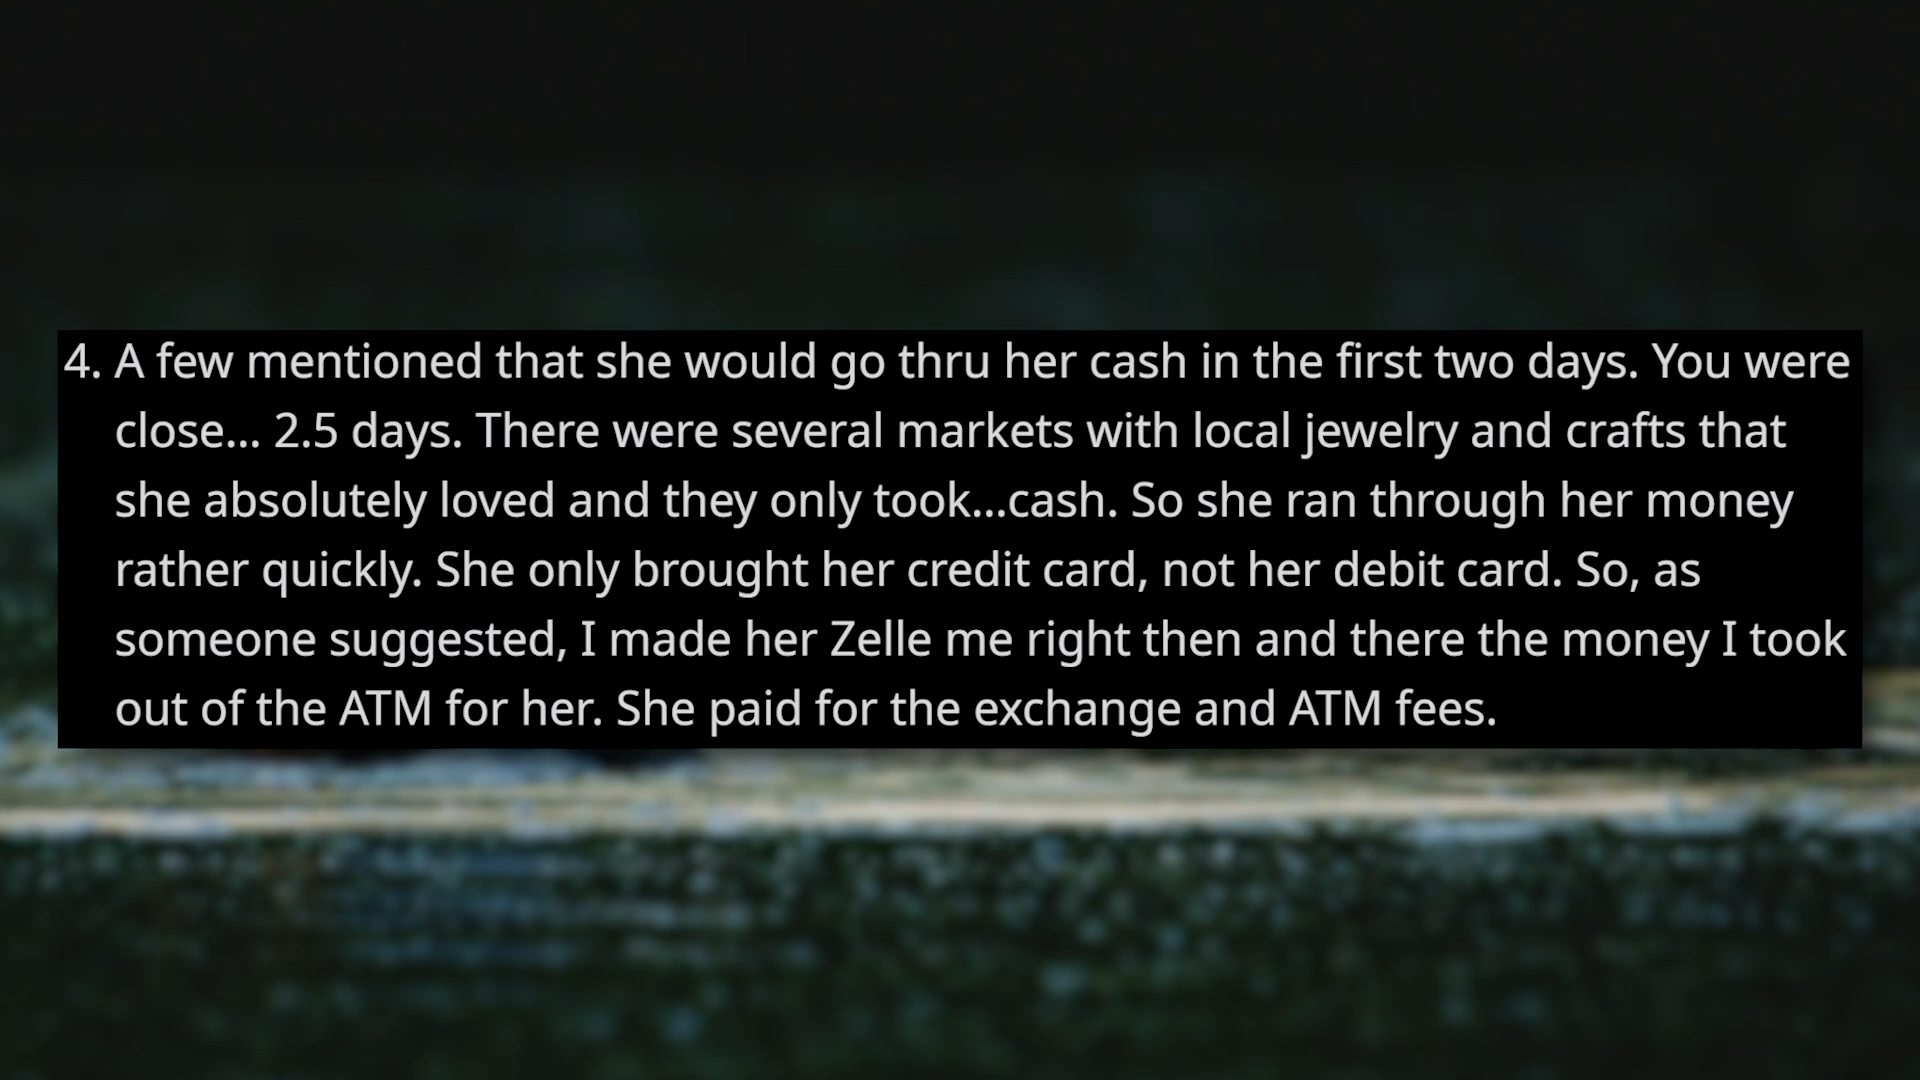 4. A few mentioned that she would go thru her cash in the first two days. You were
close... 2.5 days. There were several markets with local jewelry and crafts that
she absolutely loved and they only took...cash. So she ran through her money
rather quickly. She only brought her credit card, not her debit card. So, as
someone suggested, I made her Zelle me right then and there the money I took
out of the ATM for her. She paid for the exchange and ATM fees.